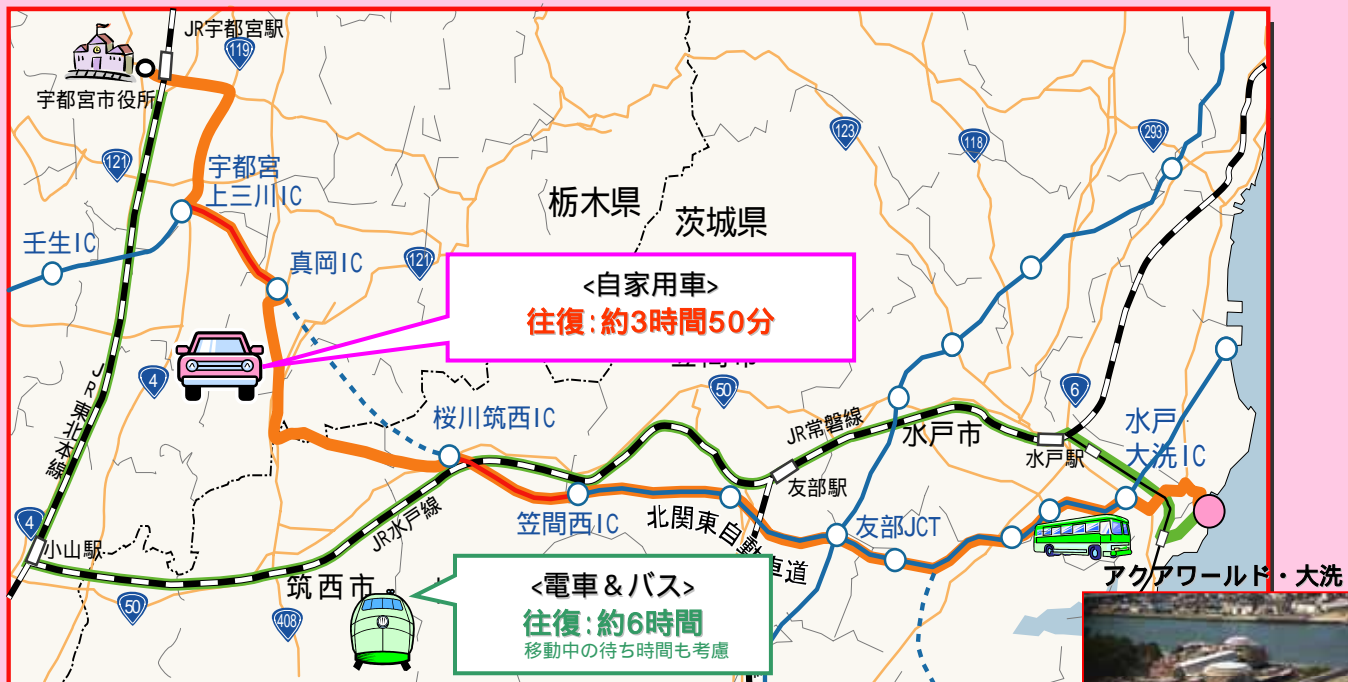 JR宇都宮駅
119
宇都宮市役所
121
宇都宮
上三川IC
壬生IC
真岡IC
121
栃木県
茨城県
123
118
293
<自家用車>
往復:約3時間50分
4
JR東北本線
桜川筑西IC
50
JR常磐線
水戸市
6
水戸
大洗IC
水戸駅
友部駅
笠間西IC
北関東自動車道
友部JCT
4
小山駅
JR水戸線
筑西市
50
408
<電車&バス>
往復:約6時間
移動中の待ち時間も考慮
アクアワールド・大洗